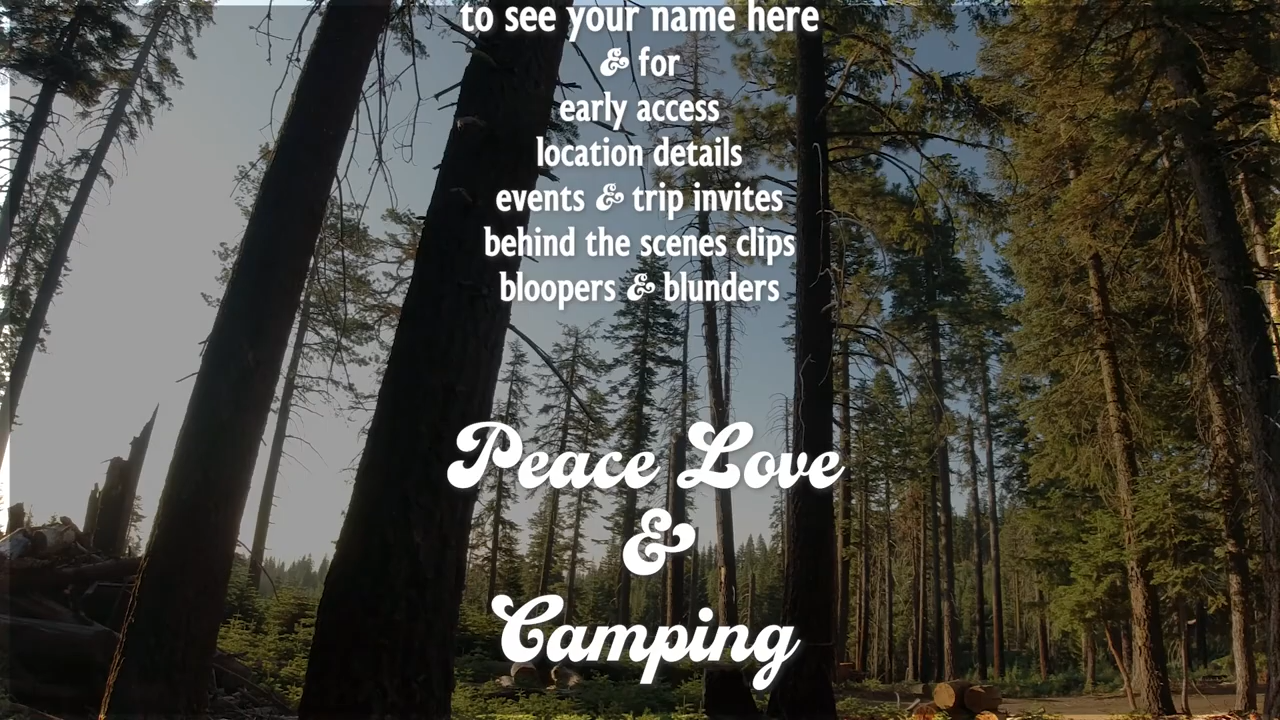 to see your name here
& for
early access
location details
events & trip invites
behind the scenes clips
bloopers & blunders
Peace Love
&
Camping